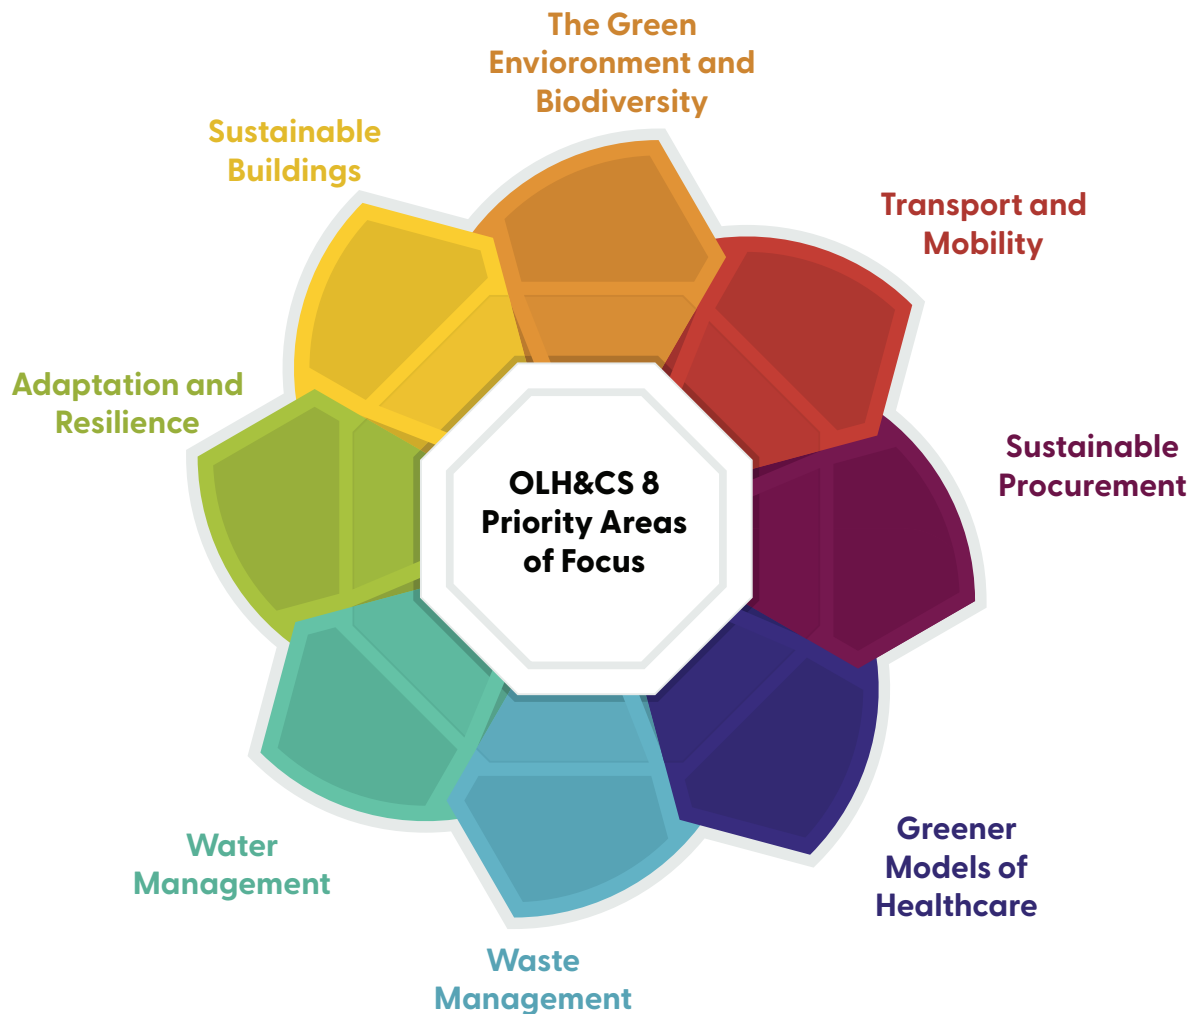 The Green
Envioronment and
Biodiversity
Sustainable
Buildings
Transport and
Mobility
Adaptation and
Resilience
Sustainable
Procurement
OLH&CS 8
Priority Areas
of Focus
Water
Management
Greener
Models of
Healthcare
Waste
Management